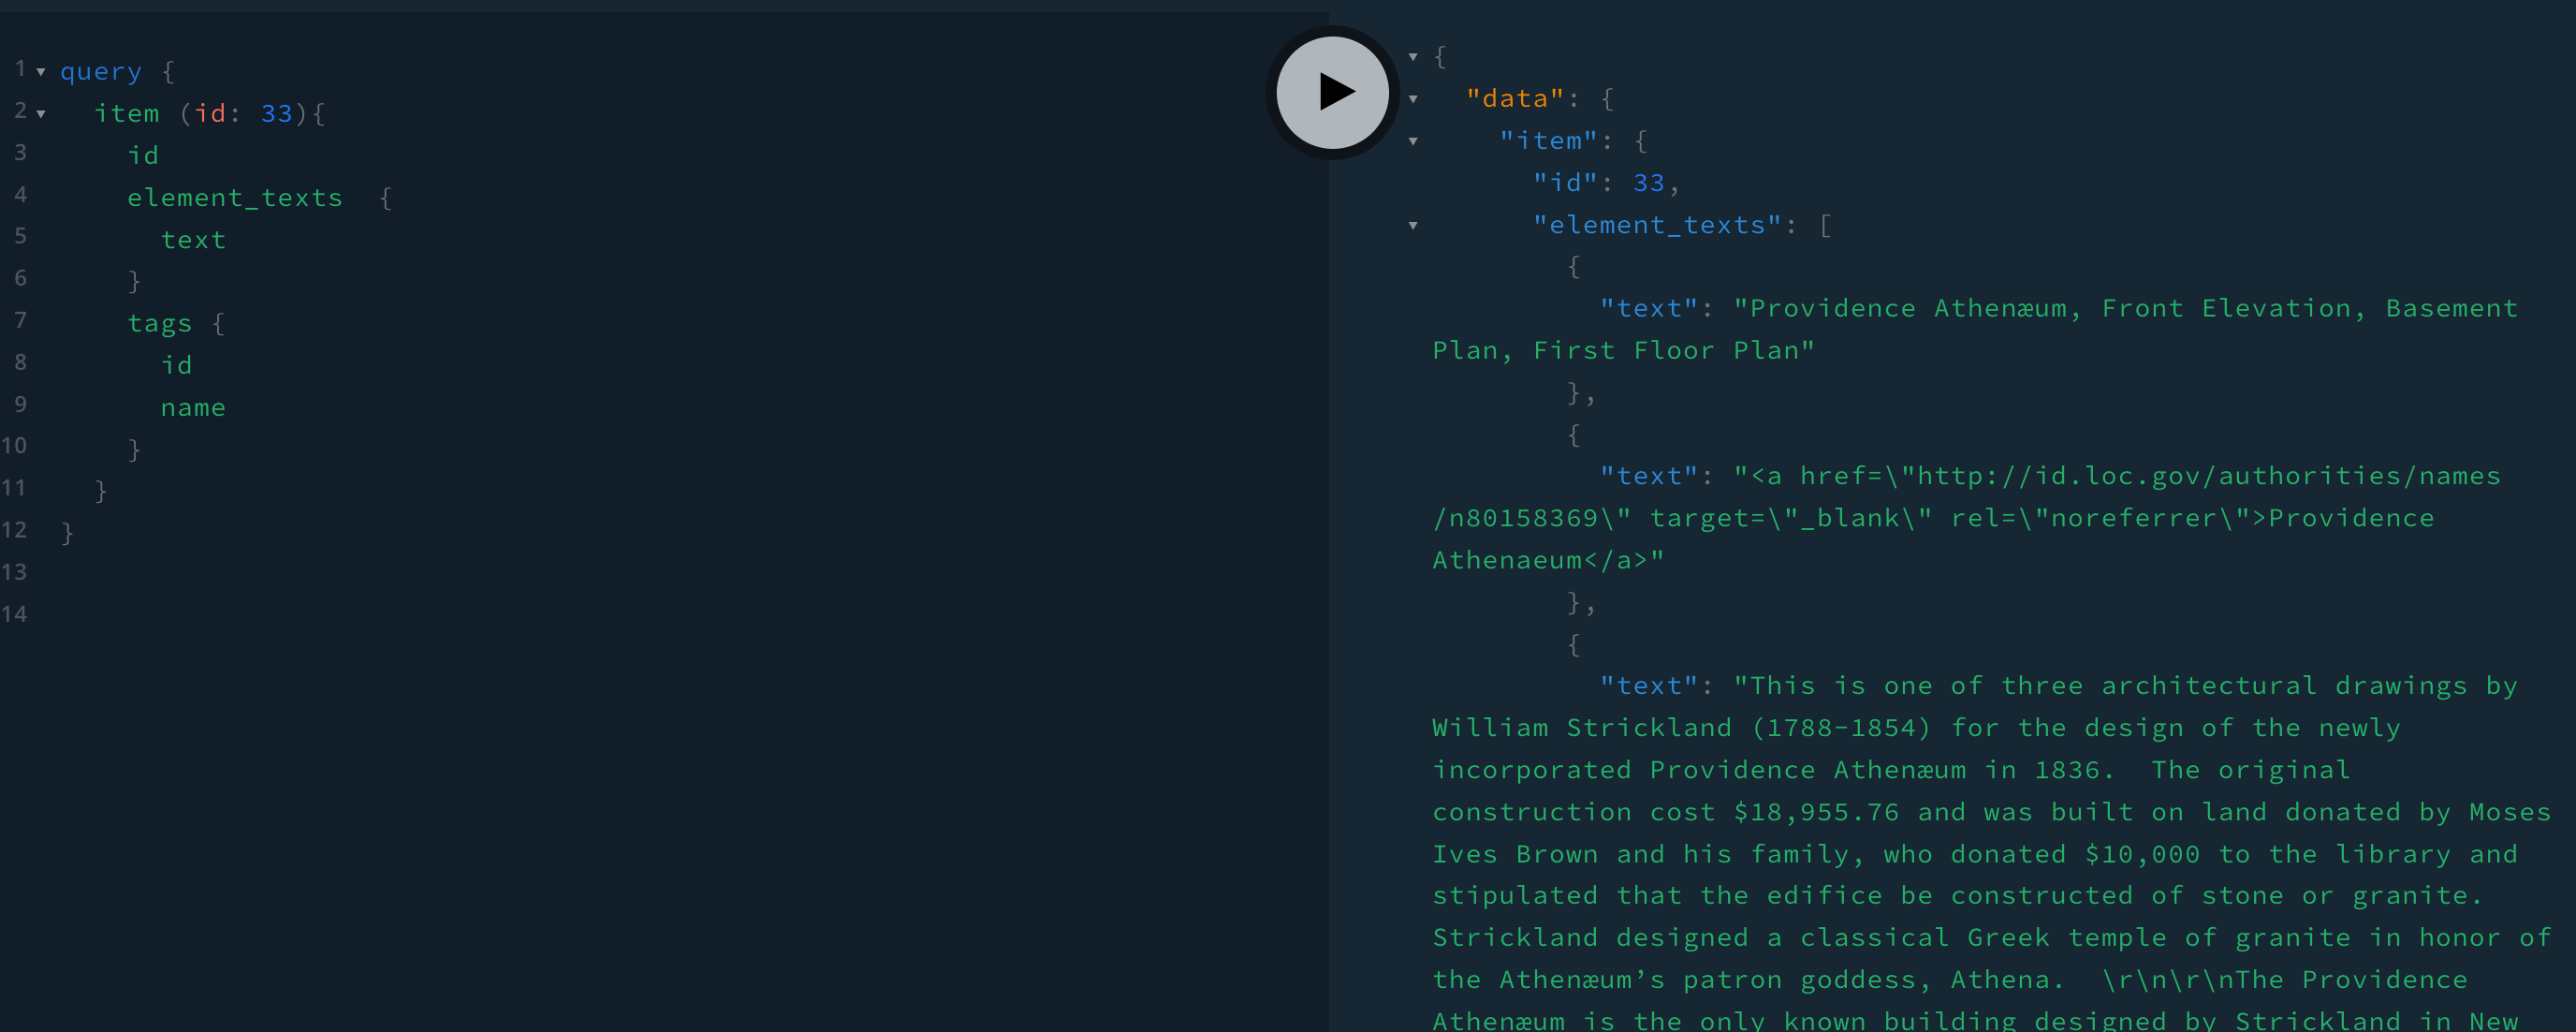 1 query {
2 item (id: 33){
3 id
4 element_texts {
5 text
6 }
7 tags {
8 id
9 name
10 }
11 }
12 }
13
14
{
"data": {
"item": {
"id": 33,
"element_texts": [
{
"text": "Providence Athenæum, Front Elevation, Basement
Plan, First Floor Plan"
},
{
"text": "<a href=\"http://id.loc.gov/authorities/names
/n80158369\" target=\"_blank\" rel=\"noreferrer\">Providence
Athenaeum</a>"
},
{
"text": "This is one of three architectural drawings by
William Strickland (1788-1854) for the design of the newly
incorporated Providence Athenæum in 1836.  The original
construction cost $18,955.76 and was built on land donated by Moses
Ives Brown and his family, who donated $10,000 to the library and
stipulated that the edifice be constructed of stone or granite.
Strickland designed a classical Greek temple of granite in honor of
the Athenæum’s patron goddess, Athena.  \r\n\r\nThe Providence
Athenæum is the only known building designed by Strickland in New